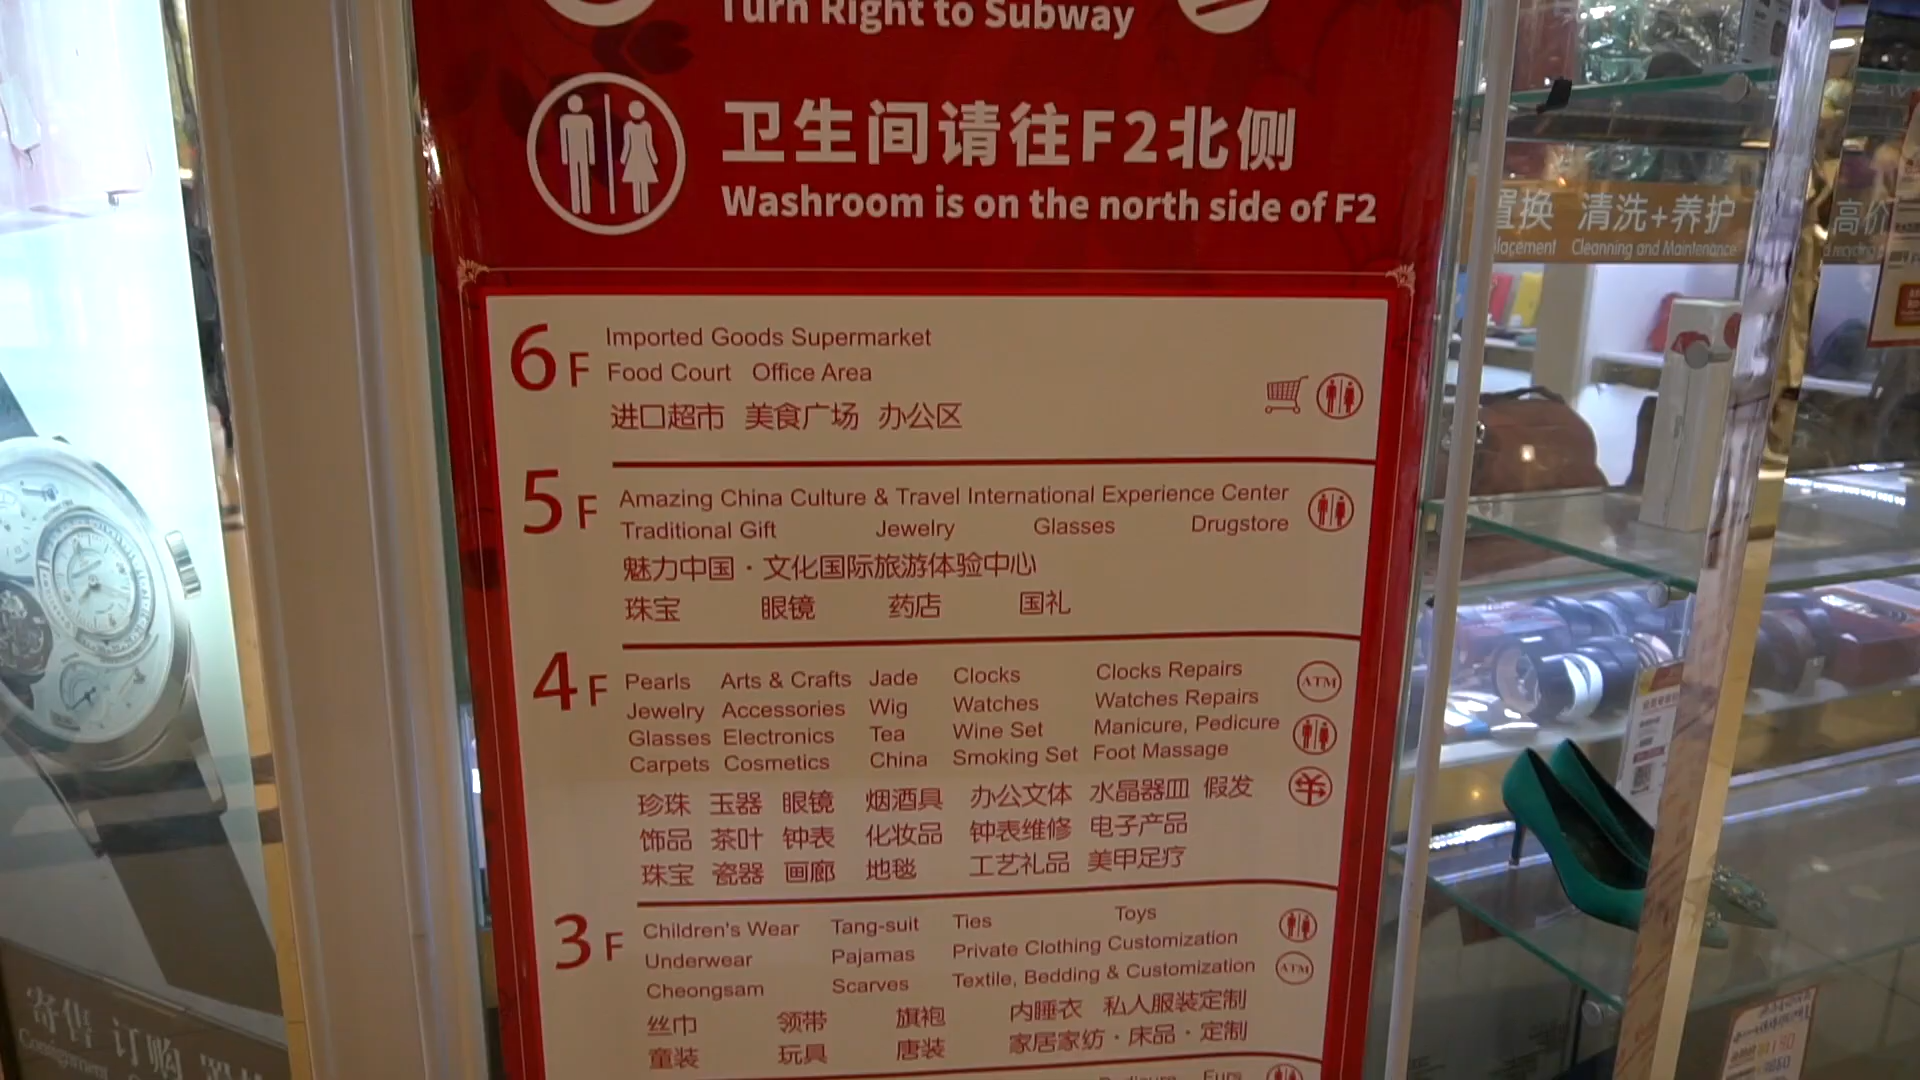 Turn Right to Subway
卫生间请往F2北侧
Washroom is on the north side of F2
6F
Imported Goods Supermarket
Food Court Office Area
进口超市 美食广场 办公区
5F
Amazing China Culture & Travel International Experience Center
Traditional Gift Jewelry Glasses Drugstore
魅力中国·文化国际旅游体验中心
珠宝 眼镜 药店 国礼
4F
Pearls Arts & Crafts Jade Clocks Clocks Repairs
Jewelry Accessories Wig Watches Watches Repairs
Glasses Electronics Tea Wine Set Manicure, Pedicure
Carpets Cosmetics China Smoking Set Foot Massage
ATM
珍珠 玉器 眼镜 烟酒具 办公文体 水晶器皿 假发
饰品 茶叶 钟表 化妆品 钟表维修 电子产品
珠宝 瓷器 画廊 地毯 工艺礼品 美甲足疗
3F
Children's Wear Tang-suit Ties Toys
Underwear Pajamas Private Clothing Customization
Cheongsam Scarves Textile, Bedding & Customization
ATM
丝巾 领带 旗袍 内睡衣 私人服装定制
童装 玩具 唐装 家居家纺·床品·定制
Pedicure Furs
置换 清洗+养护 高价
lacement Cleanning and Maintenance
寄售 订购
Consignment